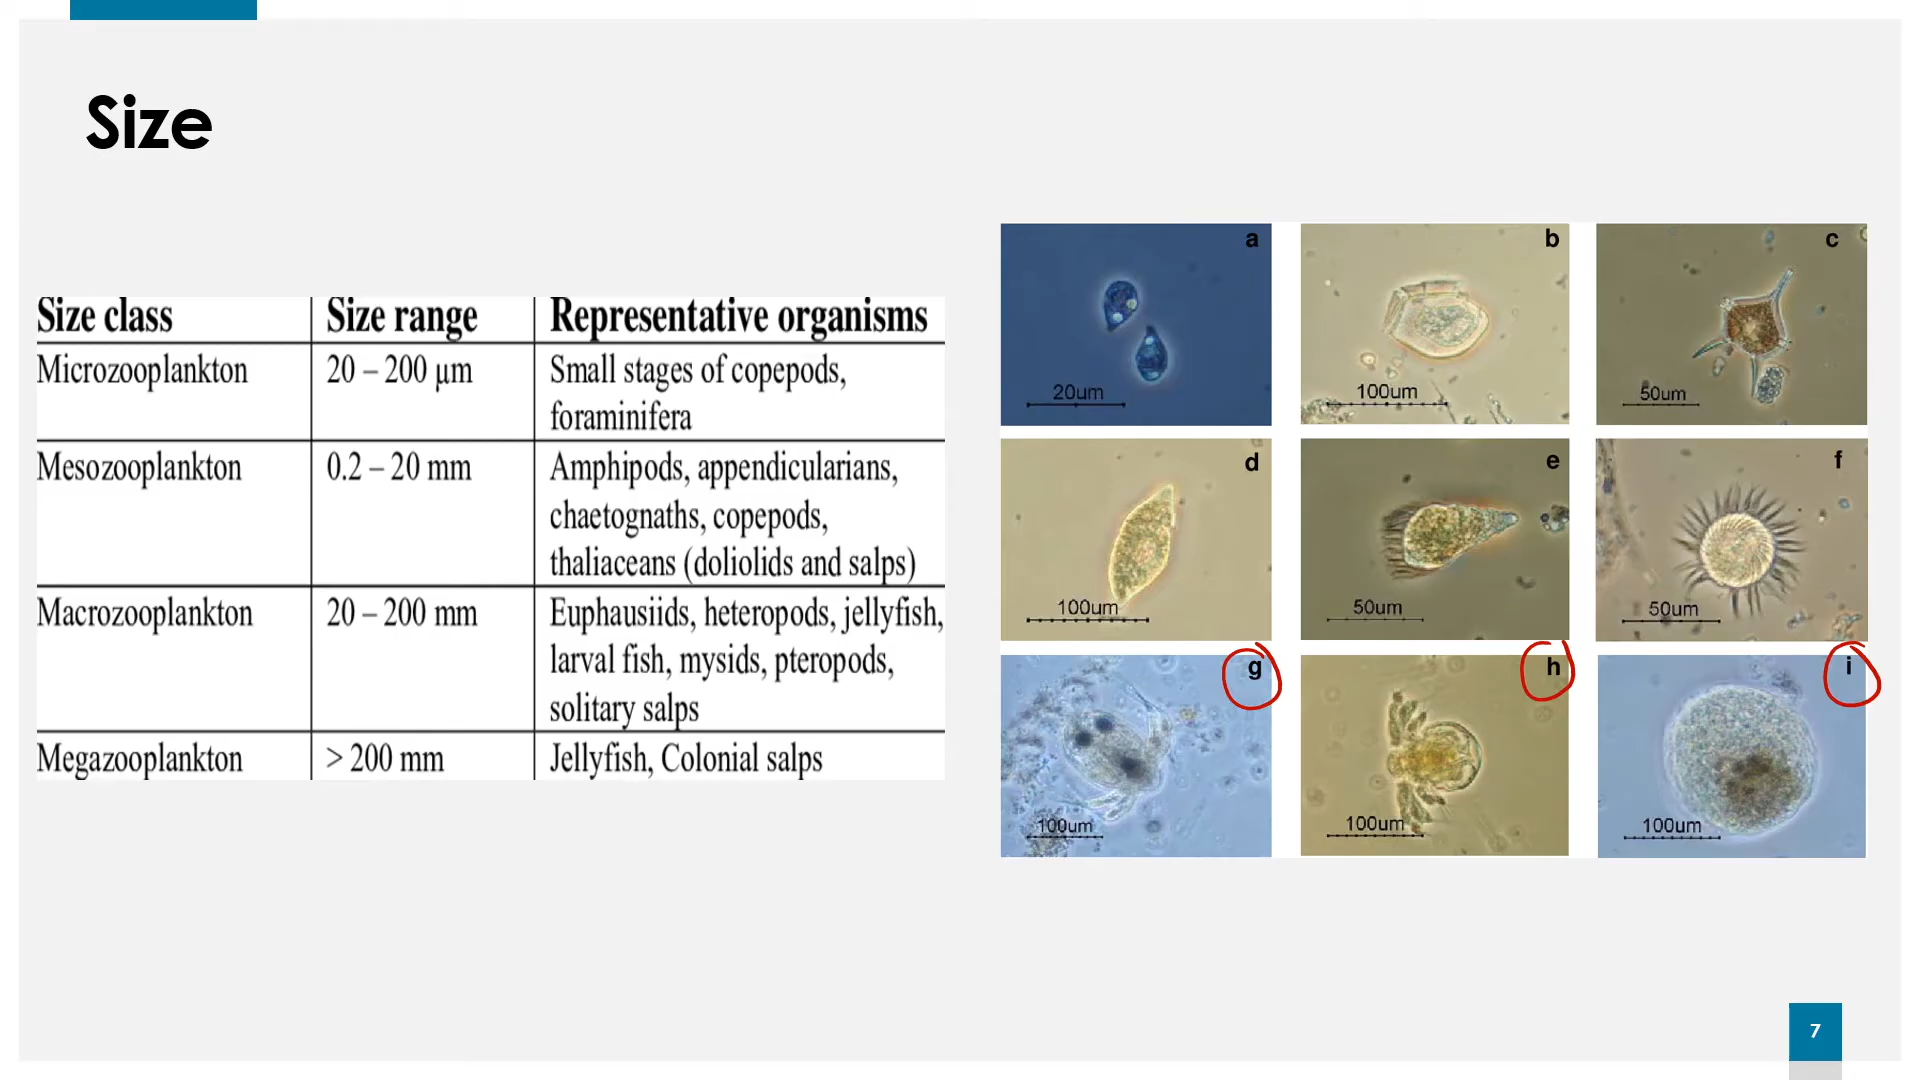 Size
Size class Size range Representative organisms
Microzooplankton 20 – 200 µm Small stages of copepods,
foraminifera
Mesozooplankton 0.2 – 20 mm Amphipods, appendicularians,
chaetognaths, copepods,
thaliaceans (doliolids and salps)
Macrozooplankton 20 – 200 mm Euphausiids, heteropods, jellyfish,
larval fish, mysids, pteropods,
solitary salps
Megazooplankton > 200 mm Jellyfish, Colonial salps
a
20um
b
100um
c
50um
d
100um
e
50um
f
50um
g
100um
h
100um
i
100um
7